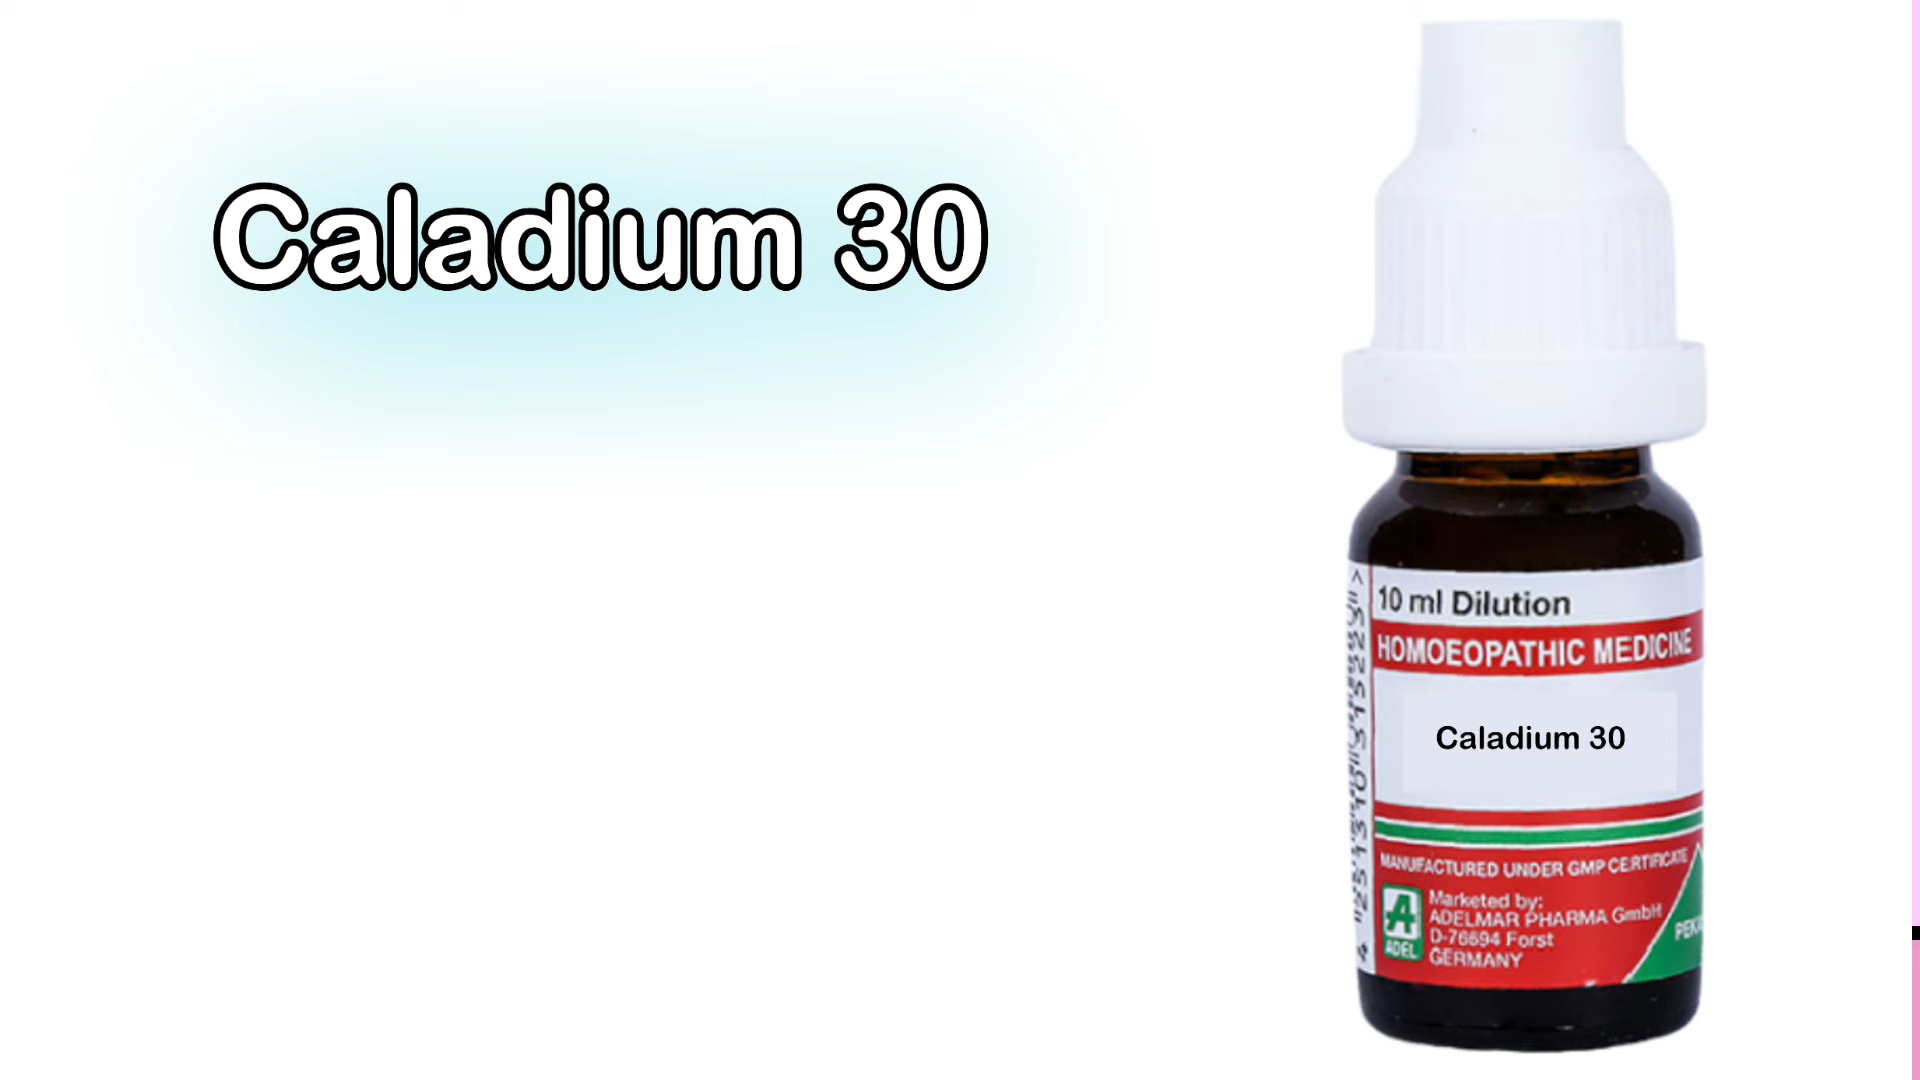 Caladium 30
10 ml Dilution
HOMOEOPATHIC MEDICINE
Caladium 30
MANUFACTURED UNDER GMP CERTIFICATE
Marketed by:
ADELMAR PHARMA GmbH
D-76694 Forst
GERMANY
ADEL